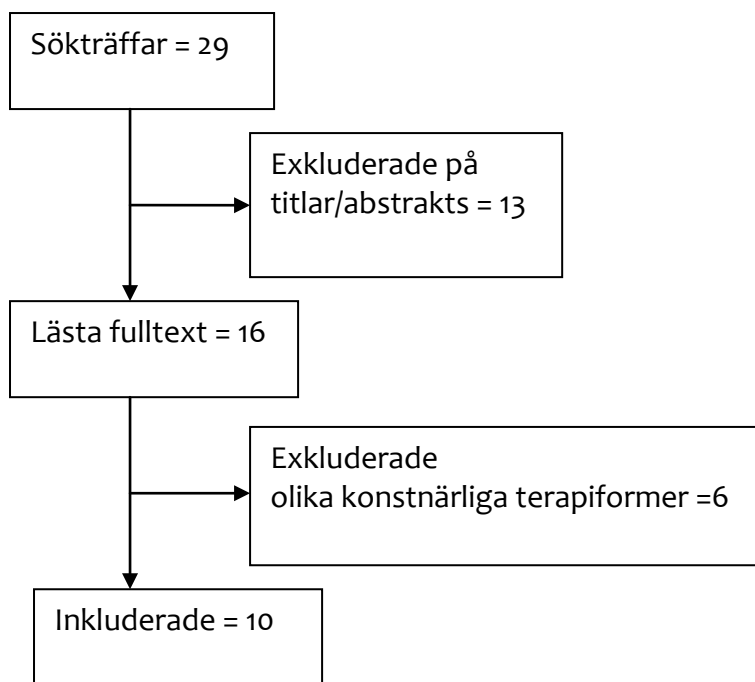 Sökträffar = 29
Exkluderade på
titlar/abstrakts = 13
Lästa fulltext = 16
Exkluderade
olika konstnärliga terapiformer =6
Inkluderade = 10